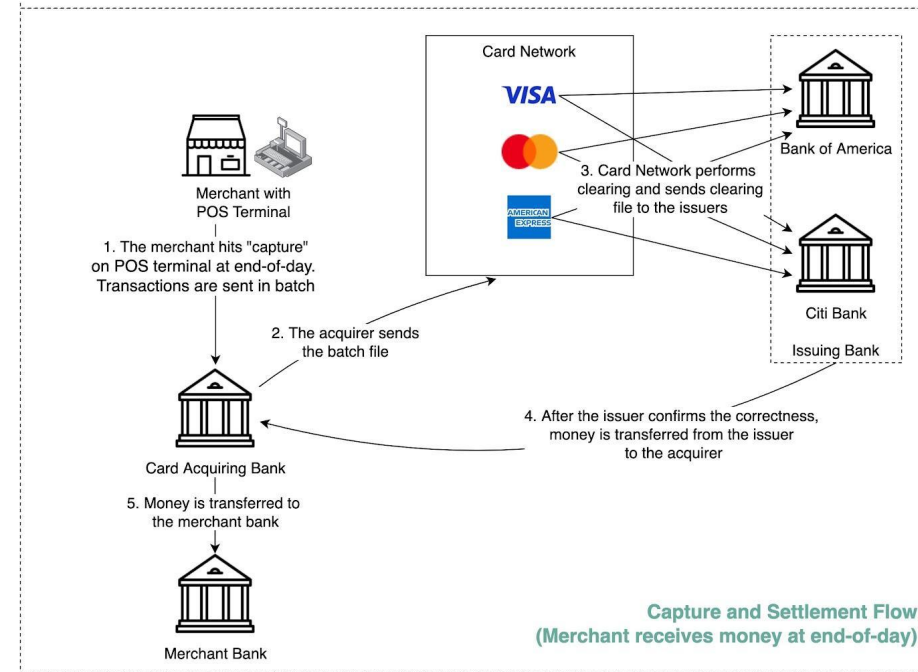 Card Network
VISA
AMERICAN
EXPRESS
Bank of America
Merchant with
POS Terminal
3. Card Network performs
clearing and sends clearing
file to the issuers
1. The merchant hits "capture"
on POS terminal at end-of-day.
Transactions are sent in batch
Citi Bank
Issuing Bank
2. The acquirer sends
the batch file
4. After the issuer confirms the correctness,
money is transferred from the issuer
to the acquirer
Card Acquiring Bank
5. Money is transferred to
the merchant bank
Merchant Bank
Capture and Settlement Flow
(Merchant receives money at end-of-day)